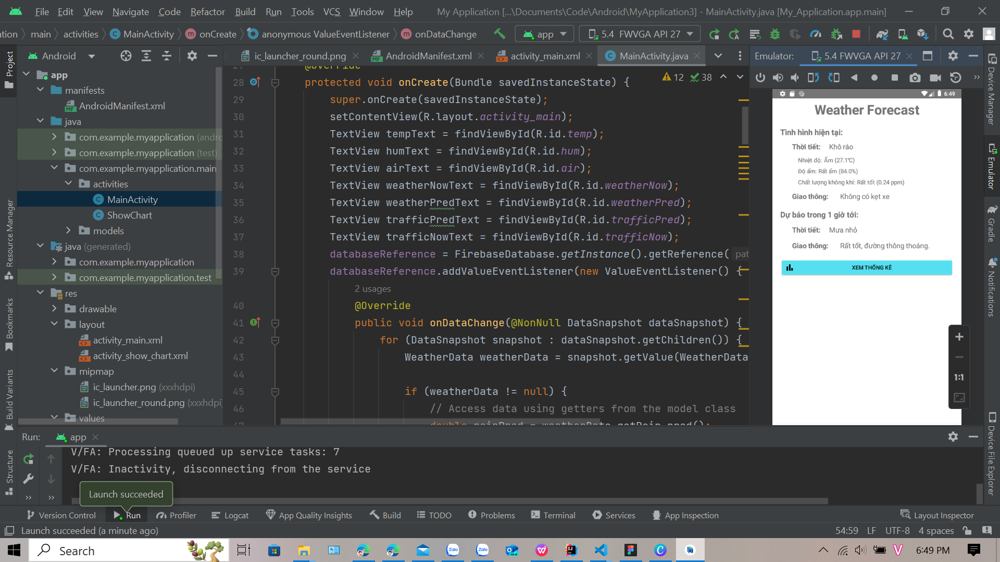 File Edit View Navigate Code Refactor Build Run Tools VCS Window Help My Application [...\Documents\Code\Android\MyApplication3] - MainActivity.java [My_Application.app.main]
ation main activities MainActivity onCreate anonymous ValueEventListener onDataChange app 5.4 FWVGA API 27
Project
Android
ic_launcher_round.png AndroidManifest.xml activity_main.xml MainActivity.java
Emulator: 5.4 FWVGA API 27
app
manifests
AndroidManifest.xml
java
com.example.myapplication (andro
com.example.myapplication (test)
com.example.myapplication.main
activities
MainActivity
ShowChart
models
java (generated)
com.example.myapplication
com.example.myapplication.test
res
drawable
layout
activity_main.xml
activity_show_chart.xml
mipmap
ic_launcher.png (xxxhdpi)
ic_launcher_round.png (xxxhdpi)
values
Resource Manager
Bookmarks
Build Variants
Structure
12 38
27 @Override
28 protected void onCreate(Bundle savedInstanceState) {
29 super.onCreate(savedInstanceState);
30 setContentView(R.layout.activity_main);
31 TextView tempText = findViewById(R.id.temp);
32 TextView humText = findViewById(R.id.hum);
33 TextView airText = findViewById(R.id.air);
34 TextView weatherNowText = findViewById(R.id.weatherNow);
35 TextView weatherPredText = findViewById(R.id.weatherPred);
36 TextView trafficPredText = findViewById(R.id.trafficPred);
37 TextView trafficNowText = findViewById(R.id.trafficNow);
38 databaseReference = FirebaseDatabase.getInstance().getReference( pat
39 databaseReference.addValueEventListener(new ValueEventListener() {
2 usages
40 @Override
41 public void onDataChange(@NonNull DataSnapshot dataSnapshot) {
42 for (DataSnapshot snapshot : dataSnapshot.getChildren()) {
43 WeatherData weatherData = snapshot.getValue(WeatherData
44
45 if (weatherData != null) {
46 // Access data using getters from the model class
47 double rainPred = weatherData.getRain_pred();
6:49
Weather Forecast
Tình hình hiện tại:
Thời tiết: Khô ráo
Nhiệt độ: Ấm (27.1℃)
Độ ẩm: Rất ẩm (84.0%)
Chất lượng không khí: Rất tốt (0.24 ppm)
Giao thông: Không có kẹt xe
Dự báo trong 1 giờ tới:
Thời tiết: Mưa nhỏ
Giao thông: Rất tốt, đường thông thoáng.
XEM THỐNG KÊ
1:1
Device Manager
Emulator
Gradle
Notifications
Device File Explorer
Run: app
V/FA: Processing queued up service tasks: 7
V/FA: Inactivity, disconnecting from the service
Launch succeeded
Version Control Run Profiler Logcat App Quality Insights Build TODO Problems Terminal Services App Inspection Layout Inspector
Launch succeeded (a minute ago) 54:59 LF UTF-8 4 spaces
Search 6:49 PM